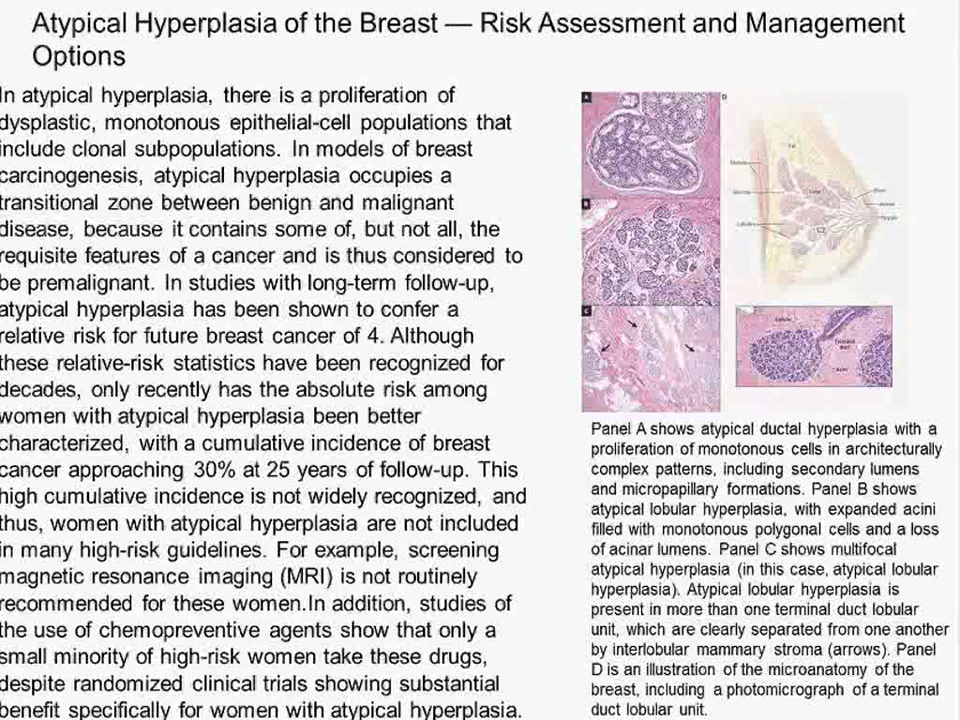 Atypical Hyperplasia of the Breast — Risk Assessment and Management
Options
In atypical hyperplasia, there is a proliferation of
dysplastic, monotonous epithelial-cell populations that
include clonal subpopulations. In models of breast
carcinogenesis, atypical hyperplasia occupies a
transitional zone between benign and malignant
disease, because it contains some of, but not all, the
requisite features of a cancer and is thus considered to
be premalignant. In studies with long-term follow-up,
atypical hyperplasia has been shown to confer a
relative risk for future breast cancer of 4. Although
these relative-risk statistics have been recognized for
decades, only recently has the absolute risk among
women with atypical hyperplasia been better
characterized, with a cumulative incidence of breast
cancer approaching 30% at 25 years of follow-up. This
high cumulative incidence is not widely recognized, and
thus, women with atypical hyperplasia are not included
in many high-risk guidelines. For example, screening
magnetic resonance imaging (MRI) is not routinely
recommended for these women.In addition, studies of
the use of chemopreventive agents show that only a
small minority of high-risk women take these drugs,
despite randomized clinical trials showing substantial
benefit specifically for women with atypical hyperplasia.
A
B
C
D
Fat
Lobule
Terminal
duct
Acini
Panel A shows atypical ductal hyperplasia with a
proliferation of monotonous cells in architecturally
complex patterns, including secondary lumens
and micropapillary formations. Panel B shows
atypical lobular hyperplasia, with expanded acini
filled with monotonous polygonal cells and a loss
of acinar lumens. Panel C shows multifocal
atypical hyperplasia (in this case, atypical lobular
hyperplasia). Atypical lobular hyperplasia is
present in more than one terminal duct lobular
unit, which are clearly separated from one another
by interlobular mammary stroma (arrows). Panel
D is an illustration of the microanatomy of the
breast, including a photomicrograph of a terminal
duct lobular unit.